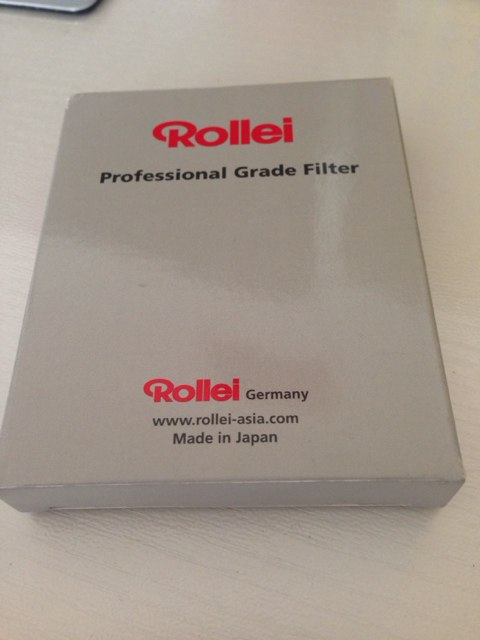 Rollei
Professional Grade Filter
Rollei Germany
www.rollei-asia.com
Made in Japan